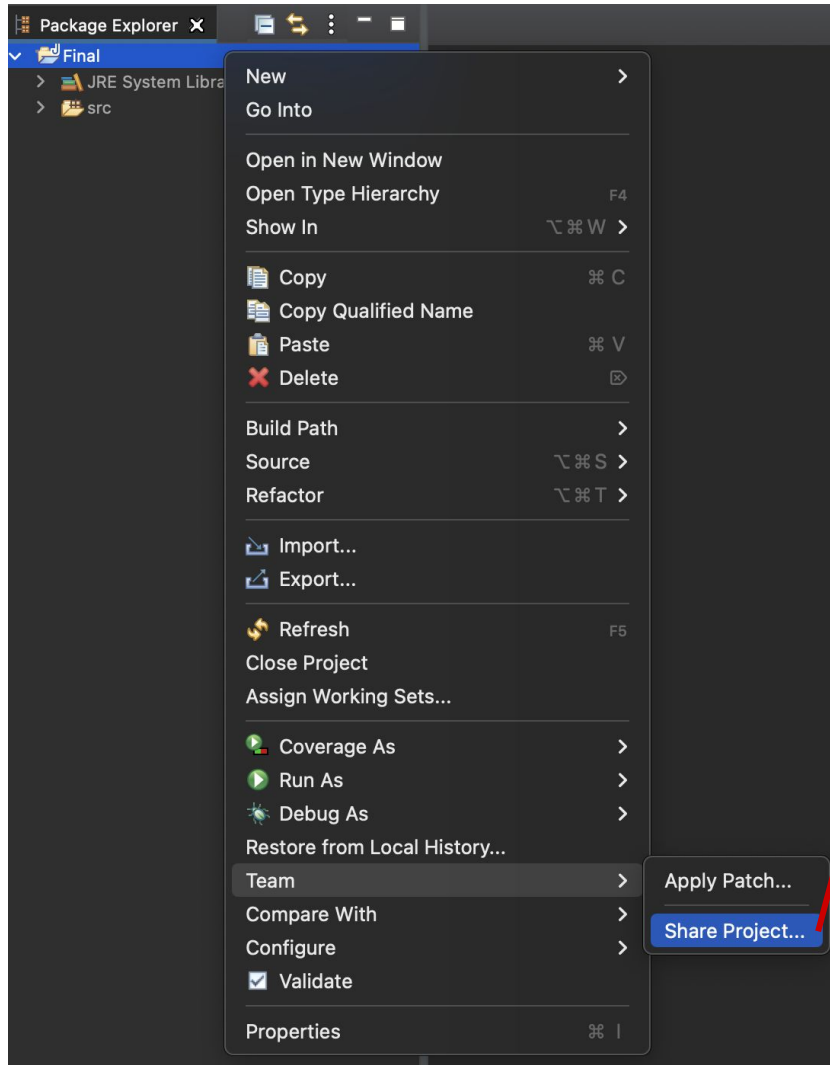 Package Explorer
Final
JRE System Libra
src
New
Go Into
Open in New Window
Open Type Hierarchy F4
Show In ⌥⌘W
Copy ⌘ C
Copy Qualified Name
Paste ⌘ V
Delete
Build Path
Source ⌥⌘S
Refactor ⌥⌘T
Import...
Export...
Refresh F5
Close Project
Assign Working Sets...
Coverage As
Run As
Debug As
Restore from Local History...
Team
Compare With
Configure
Validate
Properties ⌘ I
Apply Patch...
Share Project...